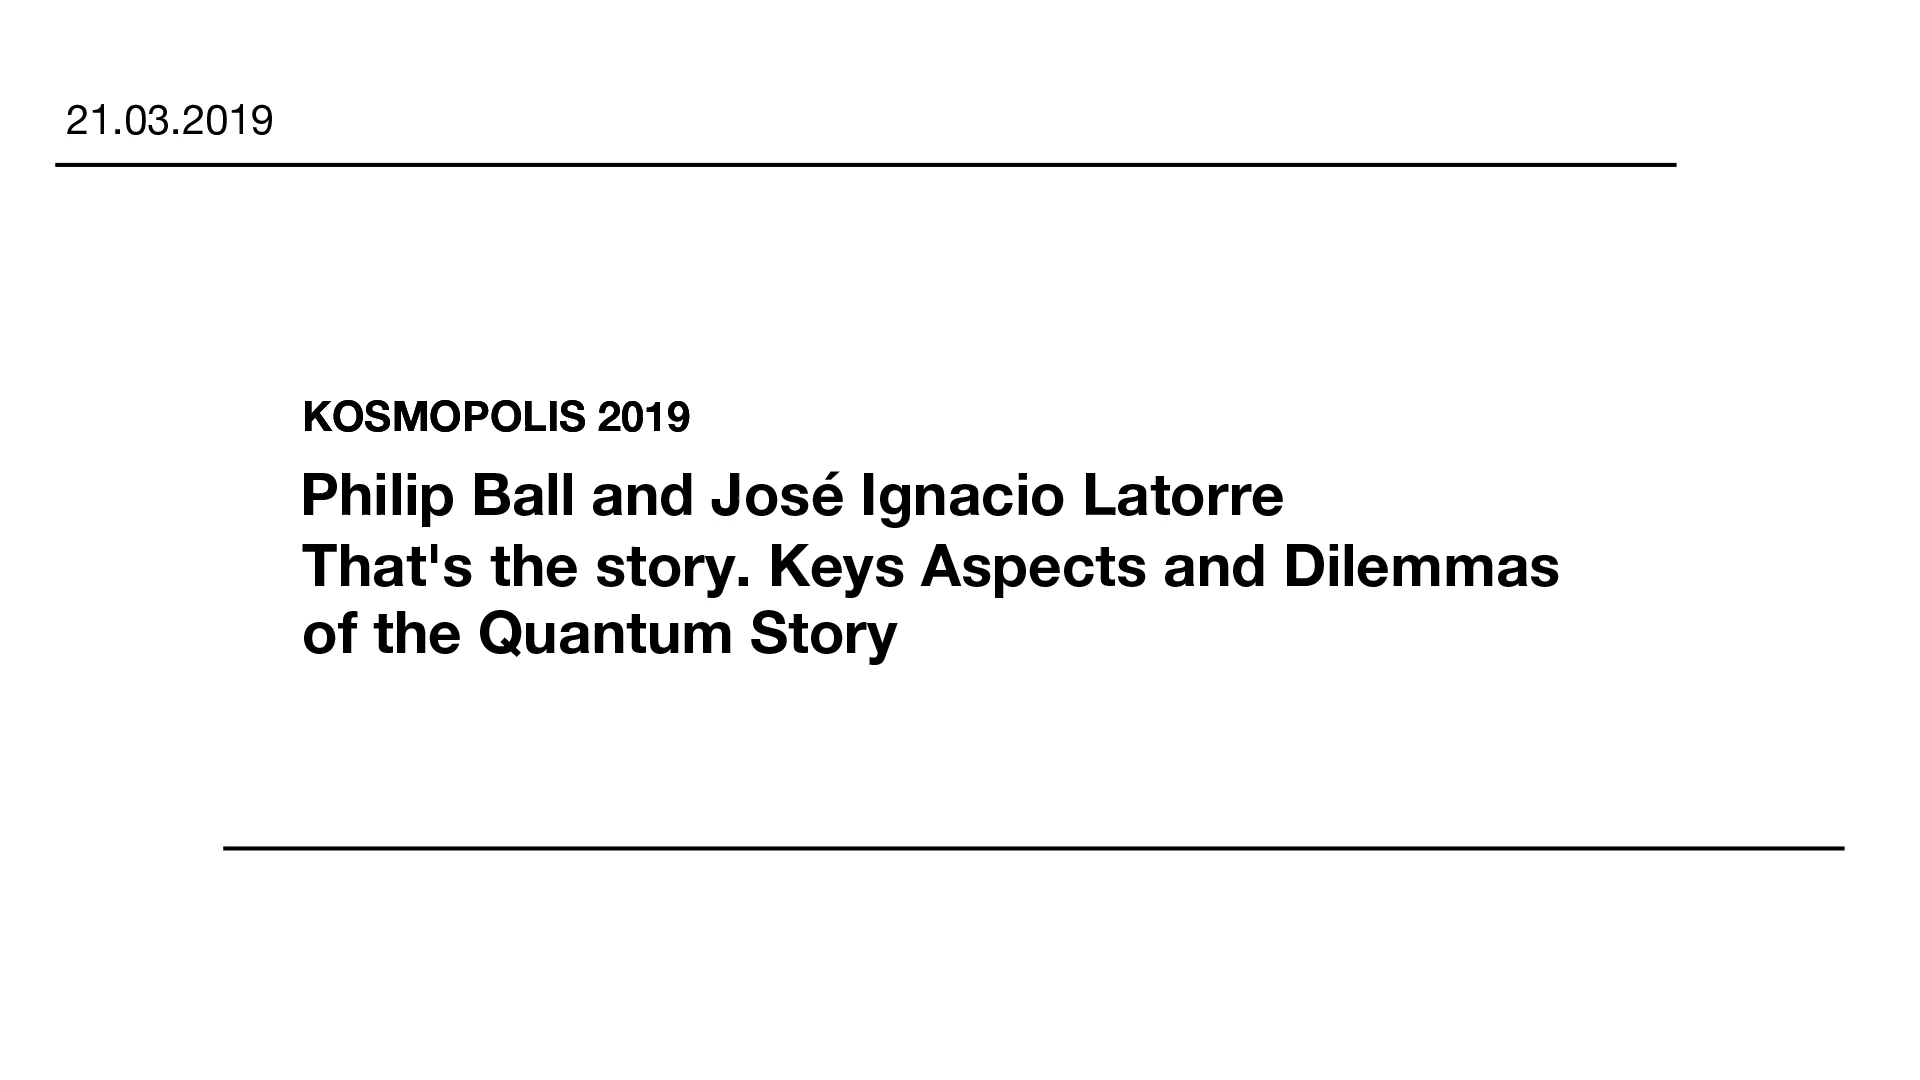 21.03.2019
KOSMOPOLIS 2019
Philip Ball and José Ignacio Latorre
That's the story. Keys Aspects and Dilemmas
of the Quantum Story